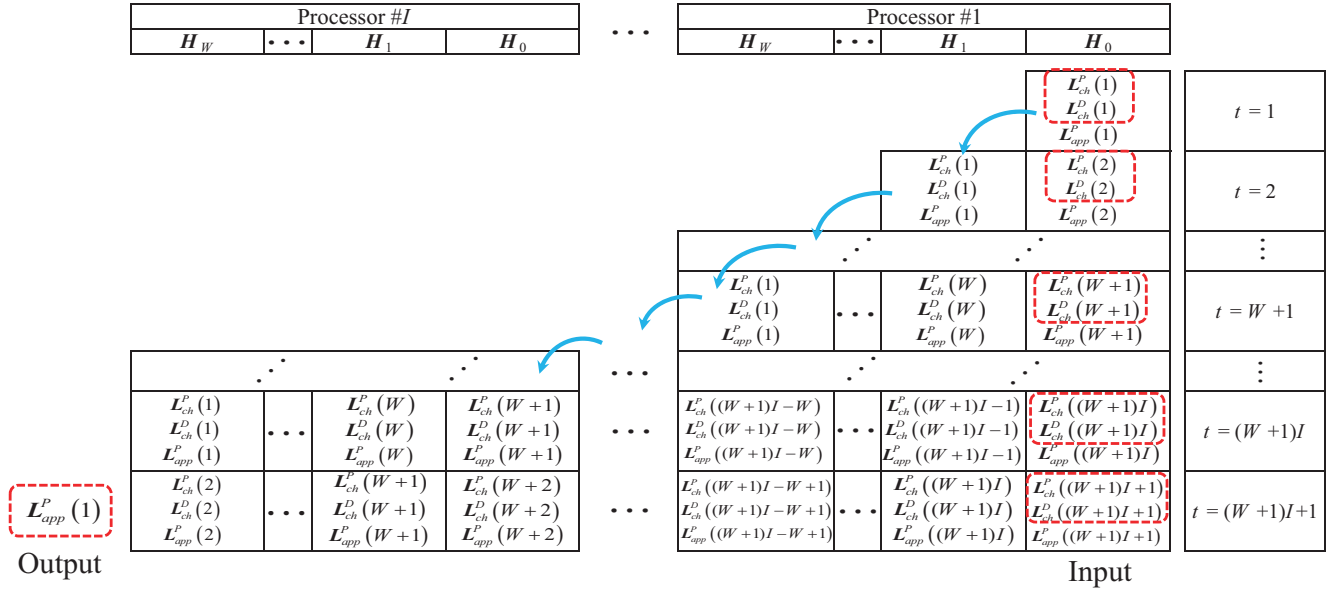 Processor #I
Processor #1
H_W ... H_1 H_0 ... H_W ... H_1 H_0
L_ch^P(1)
L_ch^D(1)
L_app^P(1)
t = 1
L_ch^P(1) L_ch^P(2)
L_ch^D(1) L_ch^D(2)
L_app^P(1) L_app^P(2)
t = 2
L_ch^P(1) ... L_ch^P(W) L_ch^P(W+1)
L_ch^D(1) ... L_ch^D(W) L_ch^D(W+1)
L_app^P(1) ... L_app^P(W) L_app^P(W+1)
t = W+1
L_ch^P(1) ... L_ch^P(W) L_ch^P(W+1) ... L_ch^P((W+1)I-W) ... L_ch^P((W+1)I-1) L_ch^P((W+1)I)
L_ch^D(1) ... L_ch^D(W) L_ch^D(W+1) ... L_ch^D((W+1)I-W) ... L_ch^D((W+1)I-1) L_ch^D((W+1)I)
L_app^P(1) ... L_app^P(W) L_app^P(W+1) ... L_app^P((W+1)I-W) ... L_app^P((W+1)I-1) L_app^P((W+1)I)
t = (W+1)I
L_ch^P(2) ... L_ch^P(W+1) L_ch^P(W+2) ... L_ch^P((W+1)I-W+1) ... L_ch^P((W+1)I) L_ch^P((W+1)I+1)
L_ch^D(2) ... L_ch^D(W+1) L_ch^D(W+2) ... L_ch^D((W+1)I-W+1) ... L_ch^D((W+1)I) L_ch^D((W+1)I+1)
L_app^P(2) ... L_app^P(W+1) L_app^P(W+2) ... L_app^P((W+1)I-W+1) ... L_app^P((W+1)I) L_app^P((W+1)I+1)
t = (W+1)I+1
L_app^P(1)
Output
Input